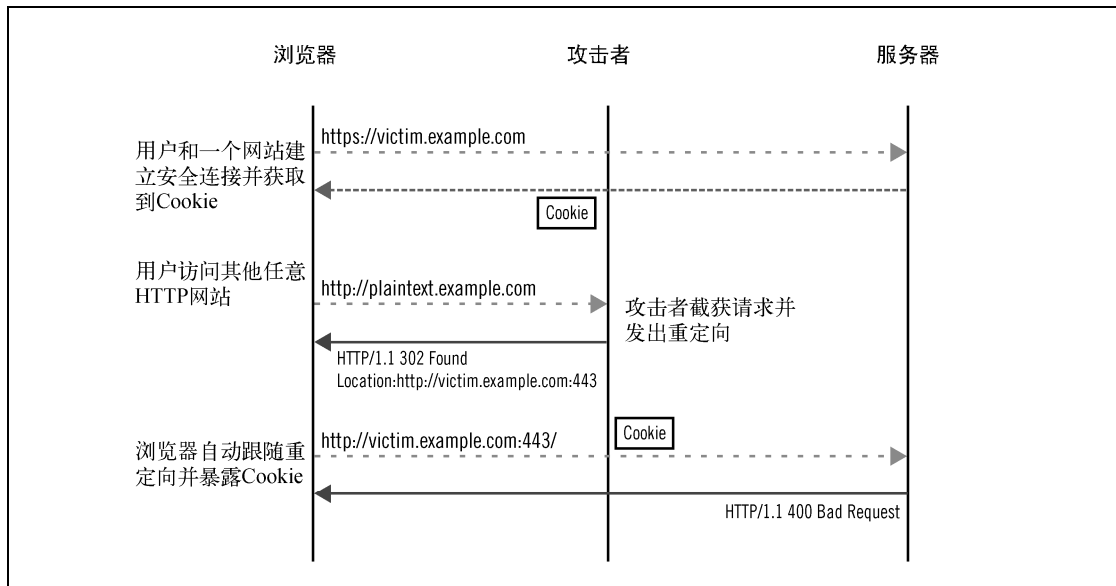 浏览器
攻击者
服务器
用户和一个网站建
立安全连接并获取
到Cookie
https://victim.example.com
Cookie
用户访问其他任意
HTTP网站
http://plaintext.example.com
攻击者截获请求并
发出重定向
HTTP/1.1 302 Found
Location:http://victim.example.com:443
浏览器自动跟随重
定向并暴露Cookie
http://victim.example.com:443/
Cookie
HTTP/1.1 400 Bad Request